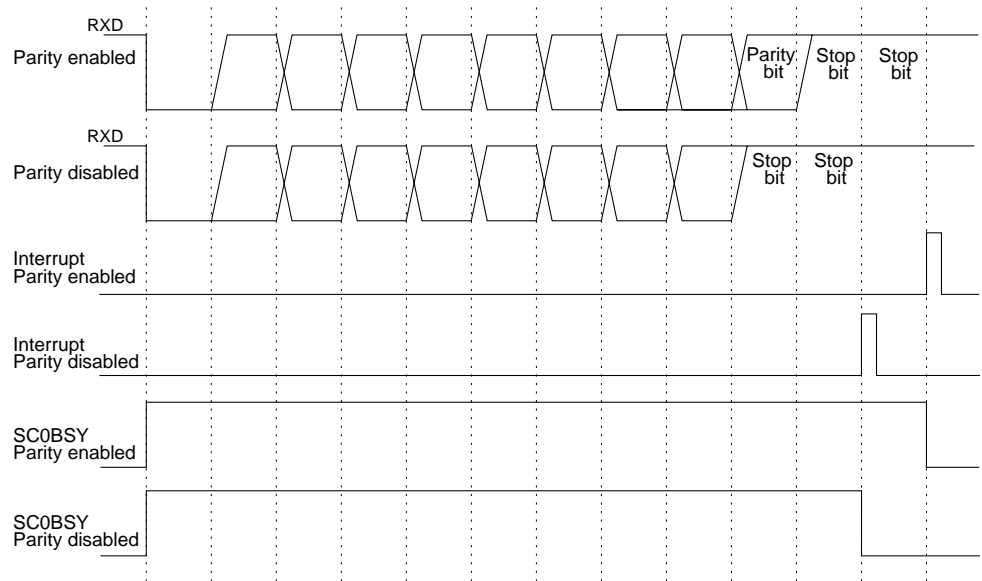 RXD
Parity enabled
Parity
bit
Stop
bit
Stop
bit
RXD
Parity disabled
Stop
bit
Stop
bit
Interrupt
Parity enabled
Interrupt
Parity disabled
SC0BSY
Parity enabled
SC0BSY
Parity disabled